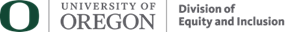 O
UNIVERSITY OF
OREGON
Division of
Equity and Inclusion